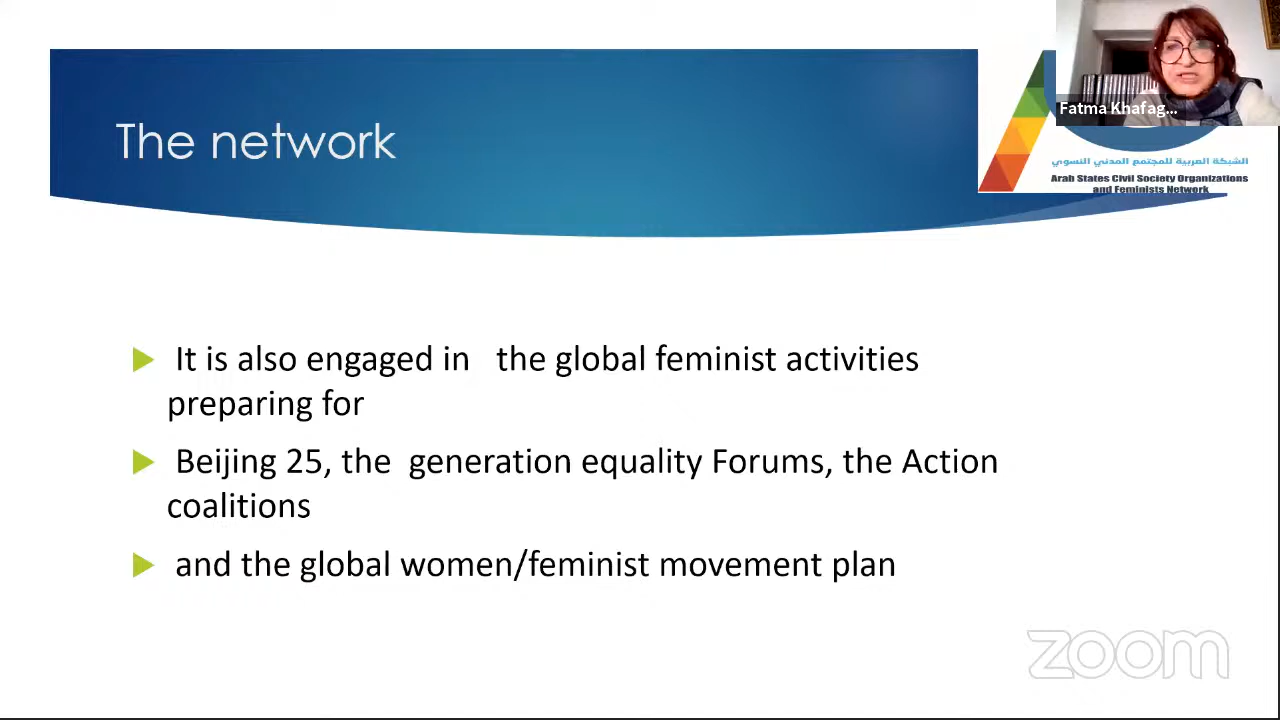 Fatma Khafag...
The network
الشبكة العربية للمجتمع المدني النسوي
Arab States Civil Society Organizations
and Feminists Network
It is also engaged in the global feminist activities
preparing for
Beijing 25, the generation equality Forums, the Action
coalitions
and the global women/feminist movement plan
zoom